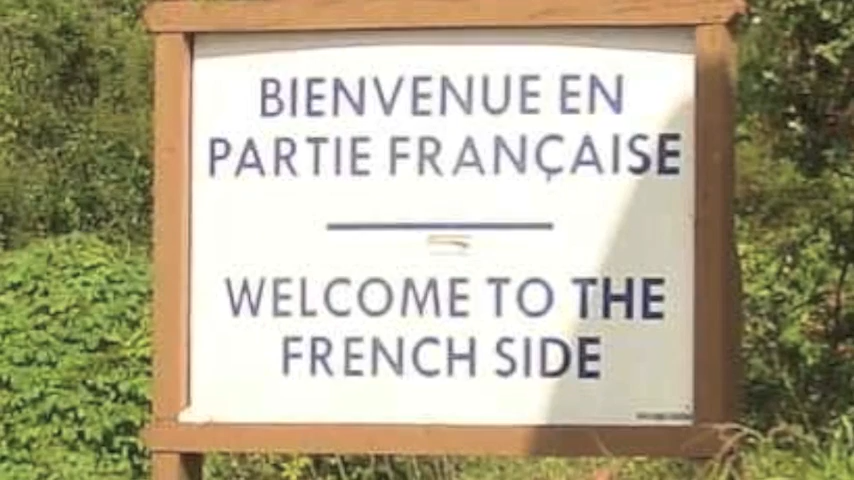 BIENVENUE EN
PARTIE FRANÇAISE
WELCOME TO THE
FRENCH SIDE